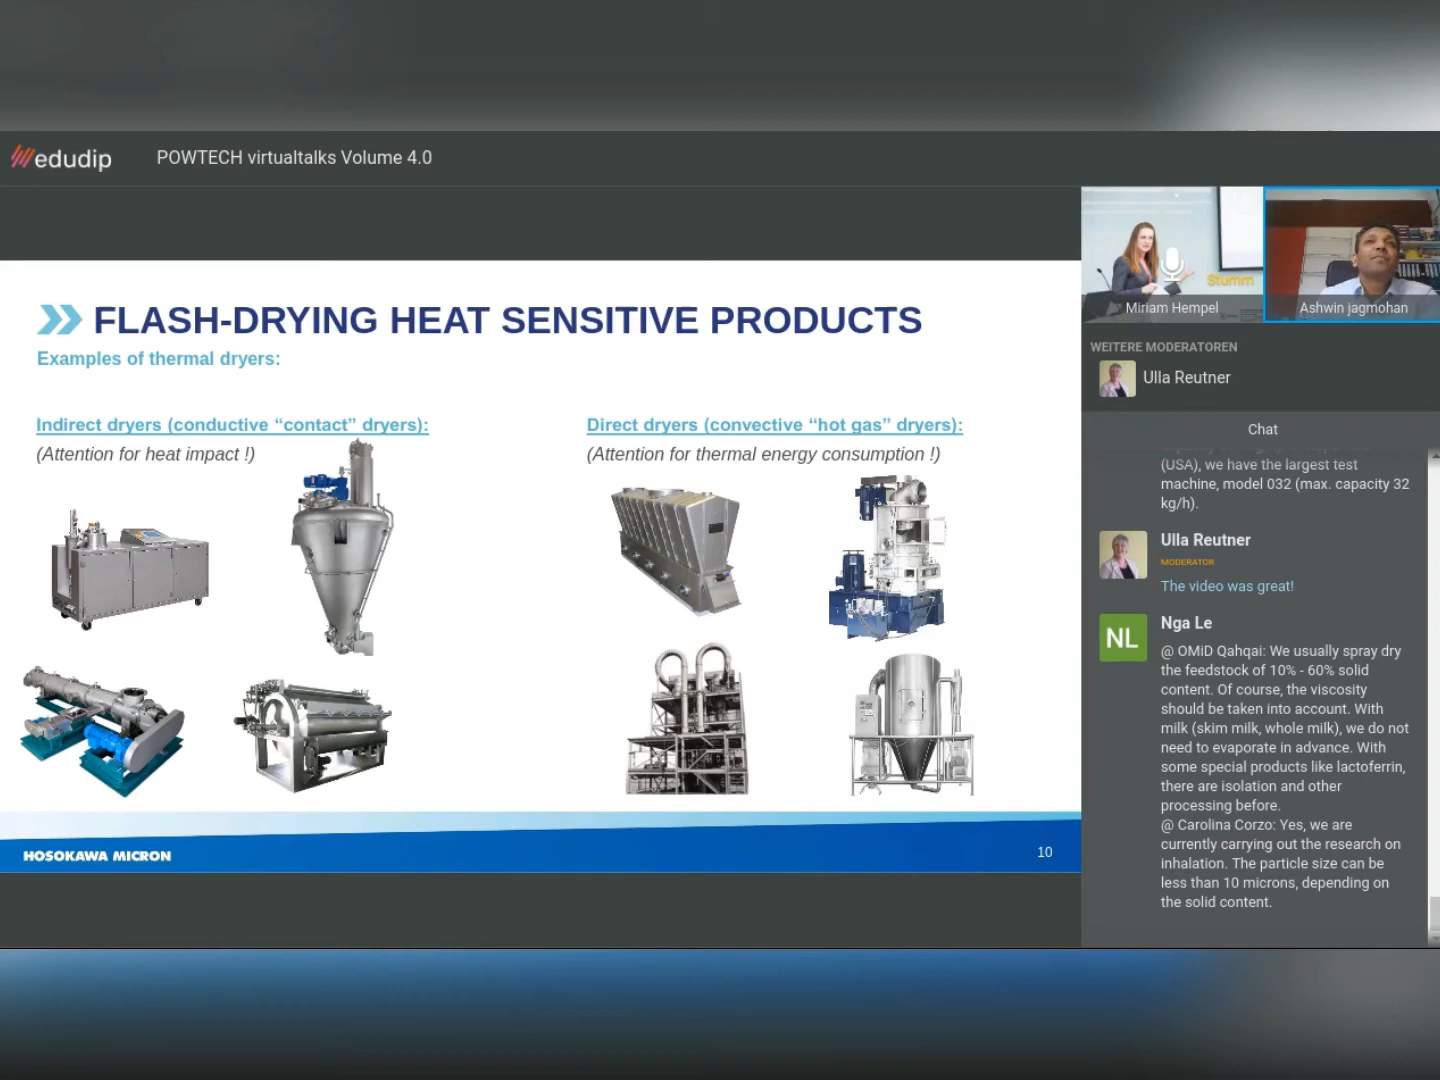 edudip
POWTECH virtualtalks Volume 4.0
FLASH-DRYING HEAT SENSITIVE PRODUCTS
Examples of thermal dryers:
Indirect dryers (conductive “contact” dryers):
(Attention for heat impact !)
Direct dryers (convective “hot gas” dryers):
(Attention for thermal energy consumption !)
HOSOKAWA MICRON
10
Stumm
Miriam Hempel
Ashwin jagmohan
WEITERE MODERATOREN
Ulla Reutner
Chat
(USA), we have the largest test
machine, model 032 (max. capacity 32
kg/h).
Ulla Reutner
MODERATOR
The video was great!
NL
Nga Le
@ OMiD Qahqai: We usually spray dry
the feedstock of 10% - 60% solid
content. Of course, the viscosity
should be taken into account. With
milk (skim milk, whole milk), we do not
need to evaporate in advance. With
some special products like lactoferrin,
there are isolation and other
processing before.
@ Carolina Corzo: Yes, we are
currently carrying out the research on
inhalation. The particle size can be
less than 10 microns, depending on
the solid content.